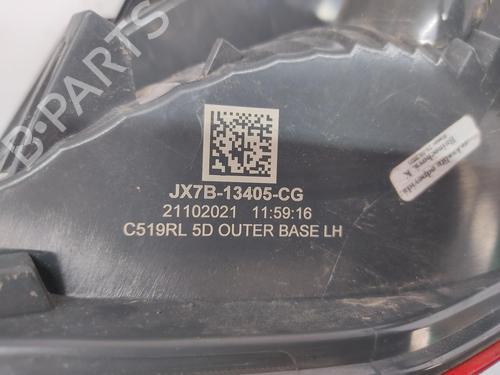 B-PARTS
JX7B-13405-CG
21102021 11:59:16
C519RL 5D OUTER BASE LH